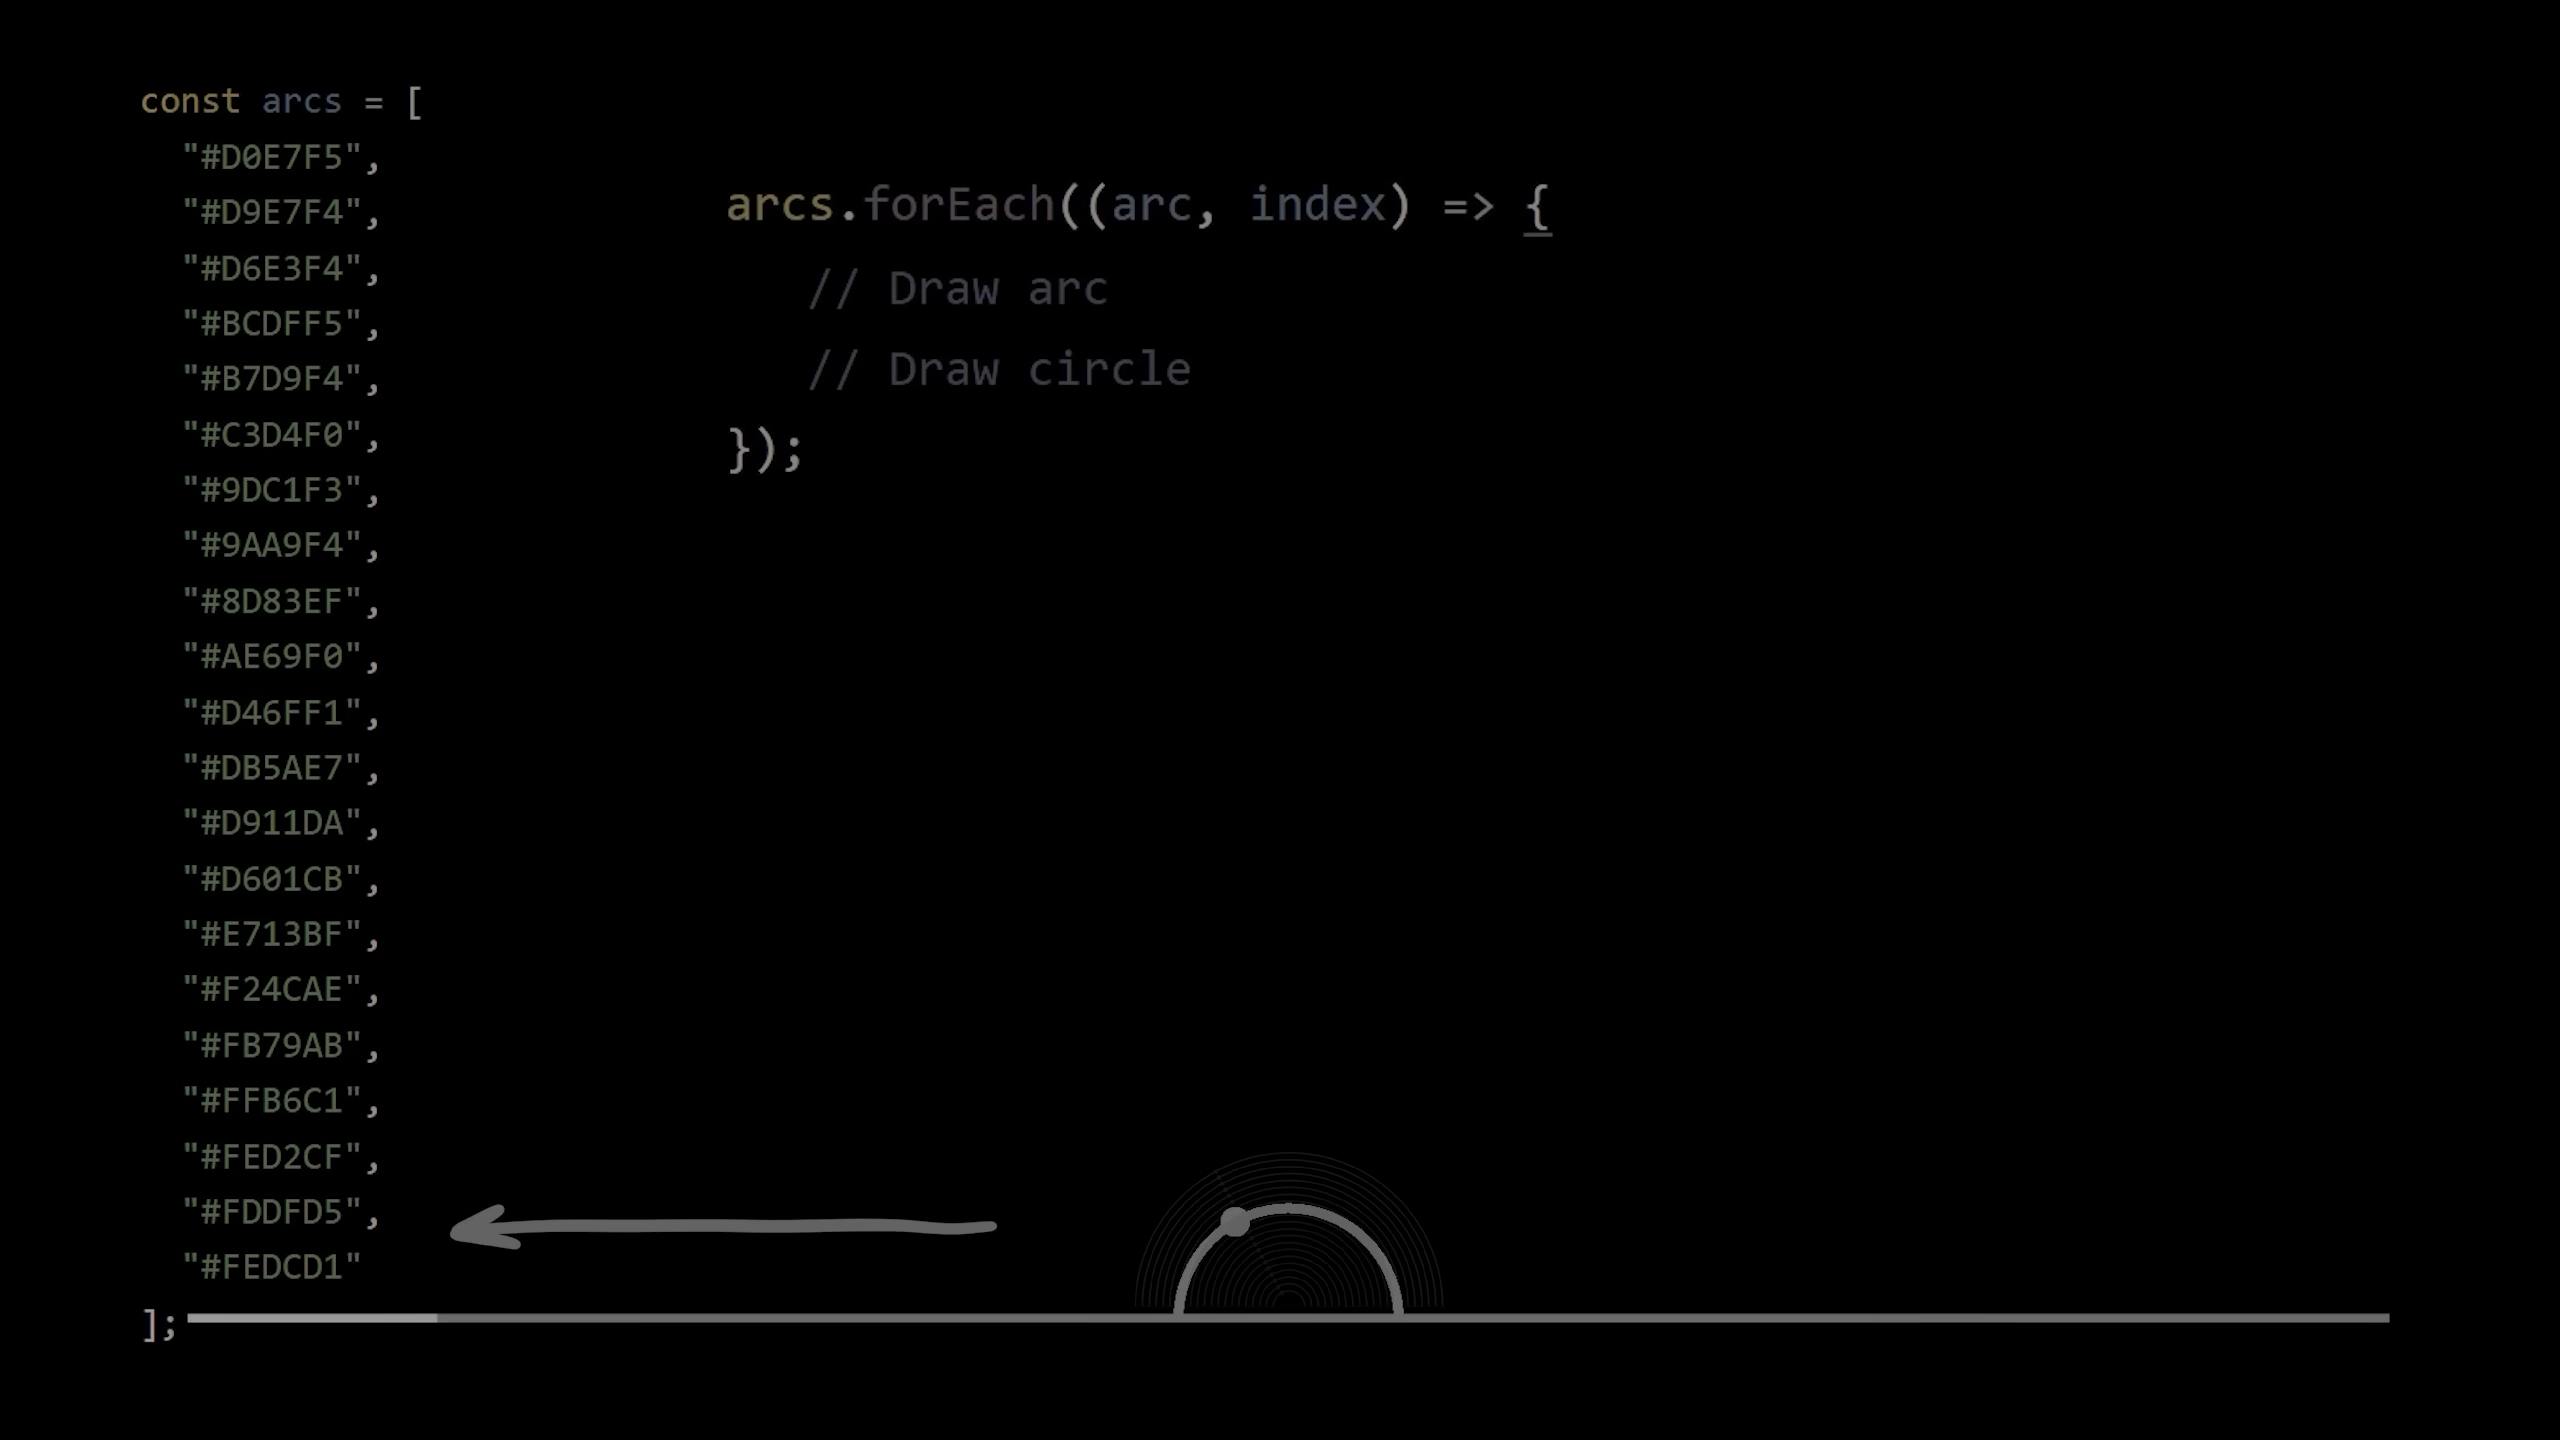 const arcs = [
"#D0E7F5",
"#D9E7F4",
"#D6E3F4",
"#BCDFF5",
"#B7D9F4",
"#C3D4F0",
"#9DC1F3",
"#9AA9F4",
"#8D83EF",
"#AE69F0",
"#D46FF1",
"#DB5AE7",
"#D911DA",
"#D601CB",
"#E713BF",
"#F24CAE",
"#FB79AB",
"#FFB6C1",
"#FED2CF",
"#FDDFD5",
"#FEDCD1"
];
arcs.forEach((arc, index) => {
// Draw arc
// Draw circle
});